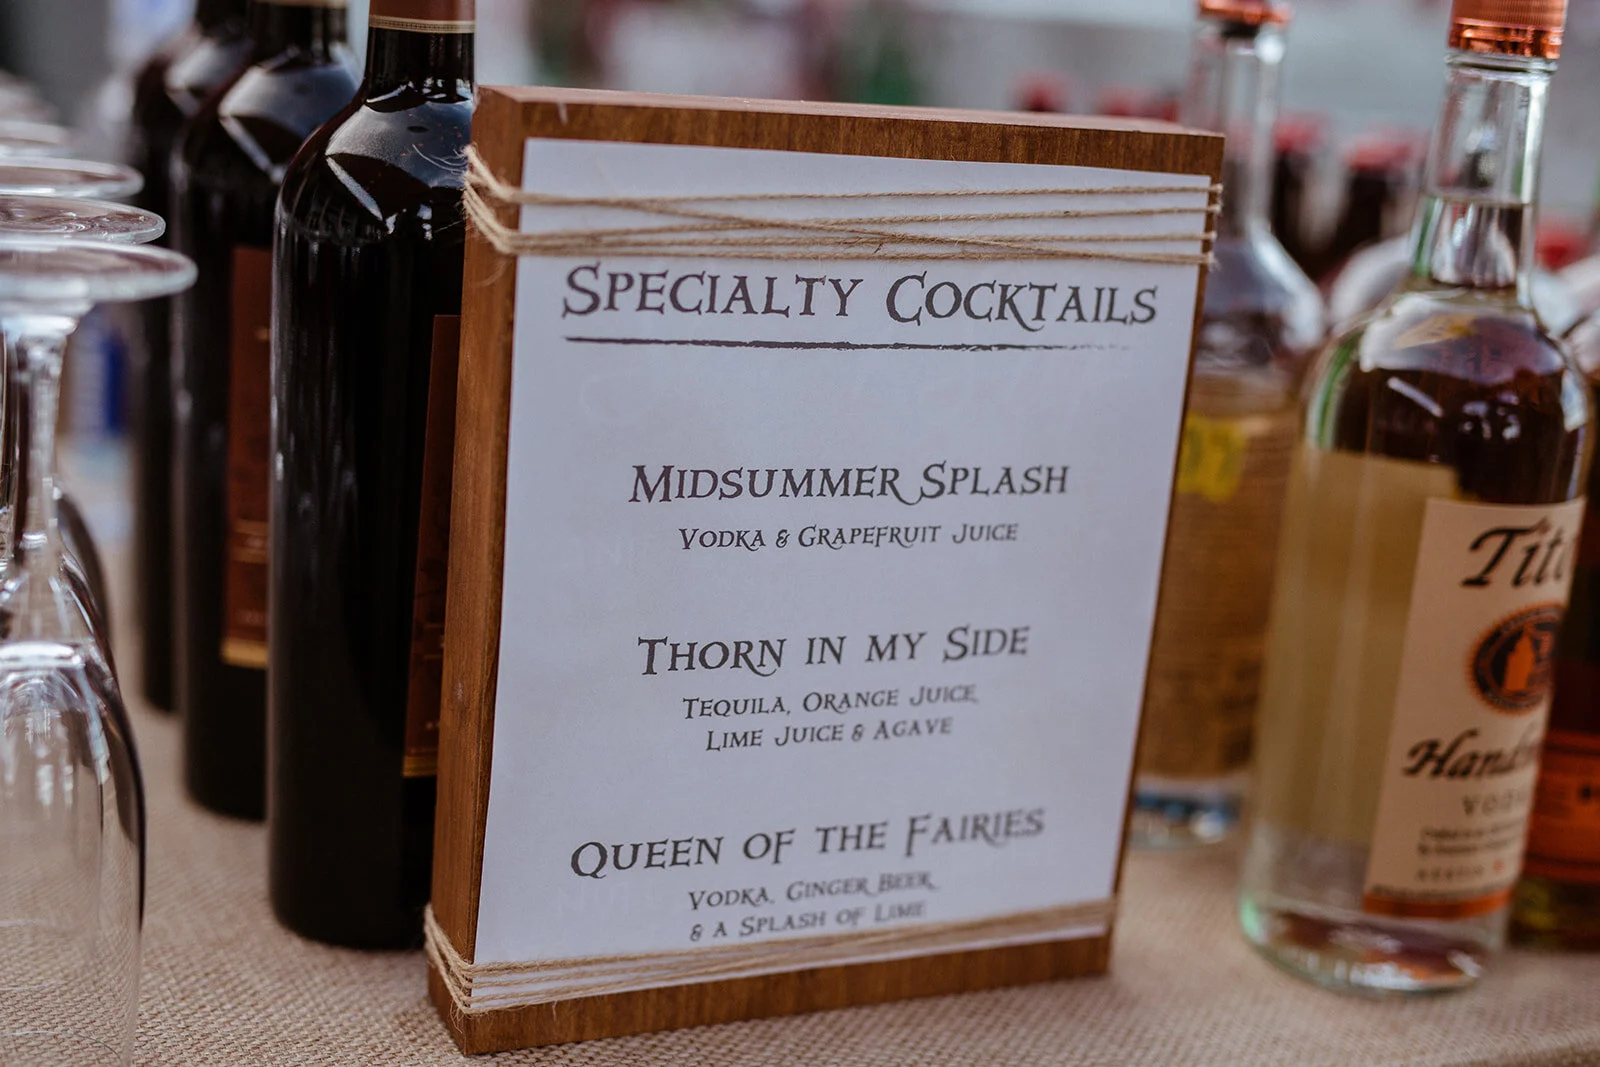 SPECIALTY COCKTAILS
MIDSUMMER SPLASH
VODKA & GRAPEFRUIT JUICE
THORN IN MY SIDE
TEQUILA, ORANGE JUICE,
LIME JUICE & AGAVE
QUEEN OF THE FAIRIES
VODKA, GINGER BEER,
& A SPLASH OF LIME